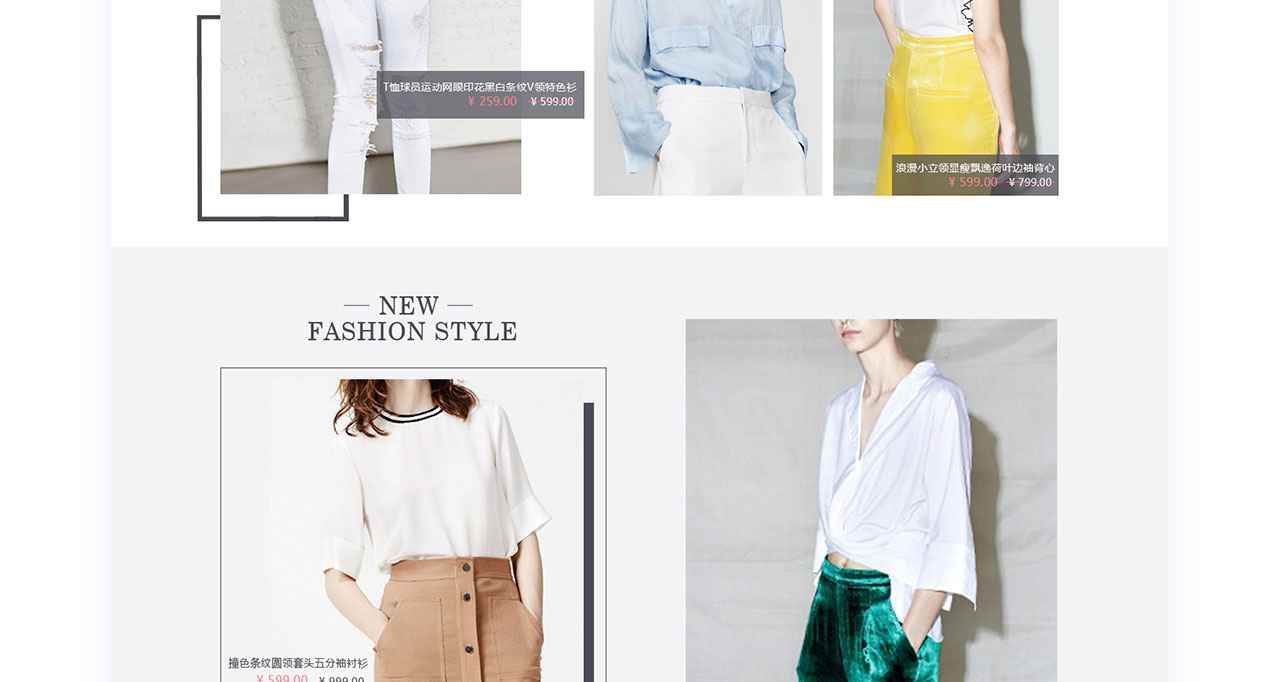 T恤球员运动网眼印花黑白条纹V领特色衫
¥ 259.00 ¥ 599.00
浪漫小立领显瘦飘逸荷叶边袖背心
¥ 599.00 ¥ 799.00
NEW
FASHION STYLE
撞色条纹圆领套头五分袖衬衫
¥ 599.00 ¥ 999.00